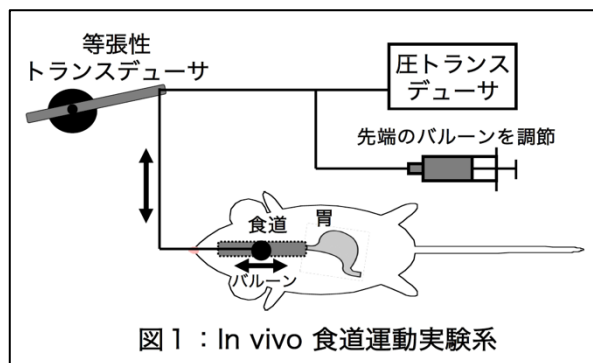 等張性
トランスデューサ
圧トランス
デューサ
先端のバルーンを調節
食道
胃
バルーン
図1：In vivo 食道運動実験系